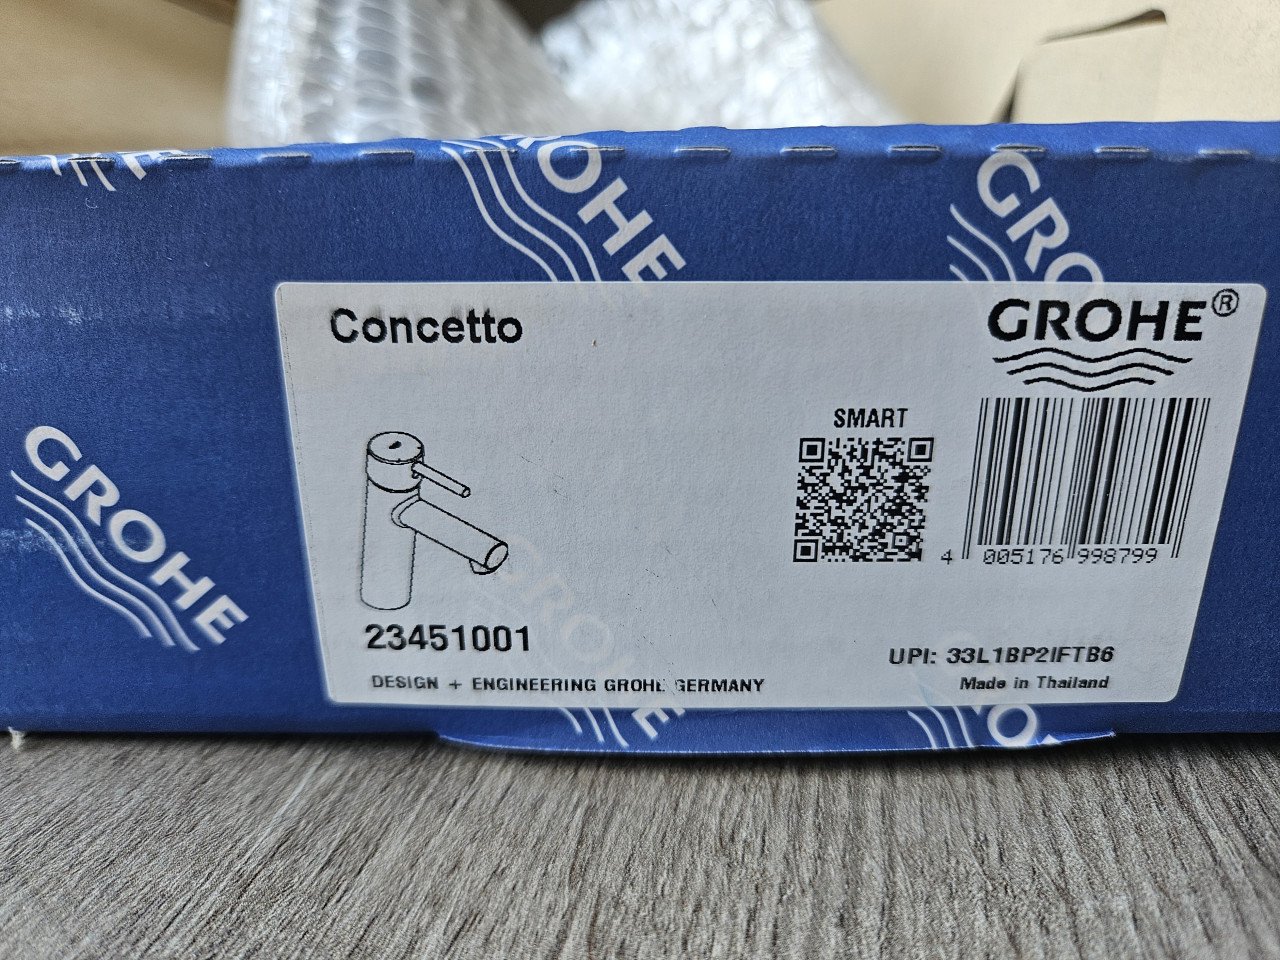 GROHE
GROHE
GROHE
Concetto
GROHE®
SMART
4 005176 998799
23451001
UPI: 33L1BP2IFTB6
DESIGN + ENGINEERING GROHE GERMANY
Made in Thailand